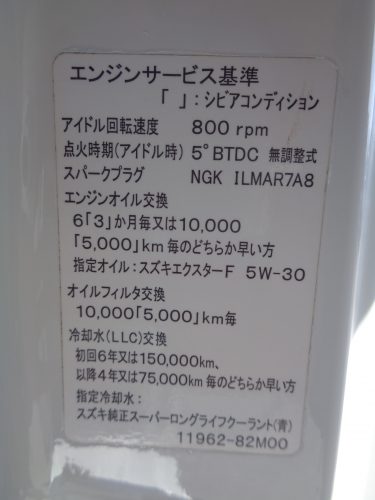 エンジンサービス基準
「 」:シビアコンディション
アイドル回転速度 800 rpm
点火時期(アイドル時) 5°BTDC 無調整式
スパークプラグ NGK ILMAR7A8
エンジンオイル交換
6「3」か月毎又は10,000
「5,000」km毎のどちらか早い方
指定オイル:スズキエクスターF 5W-30
オイルフィルタ交換
10,000「5,000」km毎
冷却水(LLC)交換
初回6年又は150,000km、
以降4年又は75,000km毎のどちらか早い方
指定冷却水:
スズキ純正スーパーロングライフクーラント(青)
11962-82M00